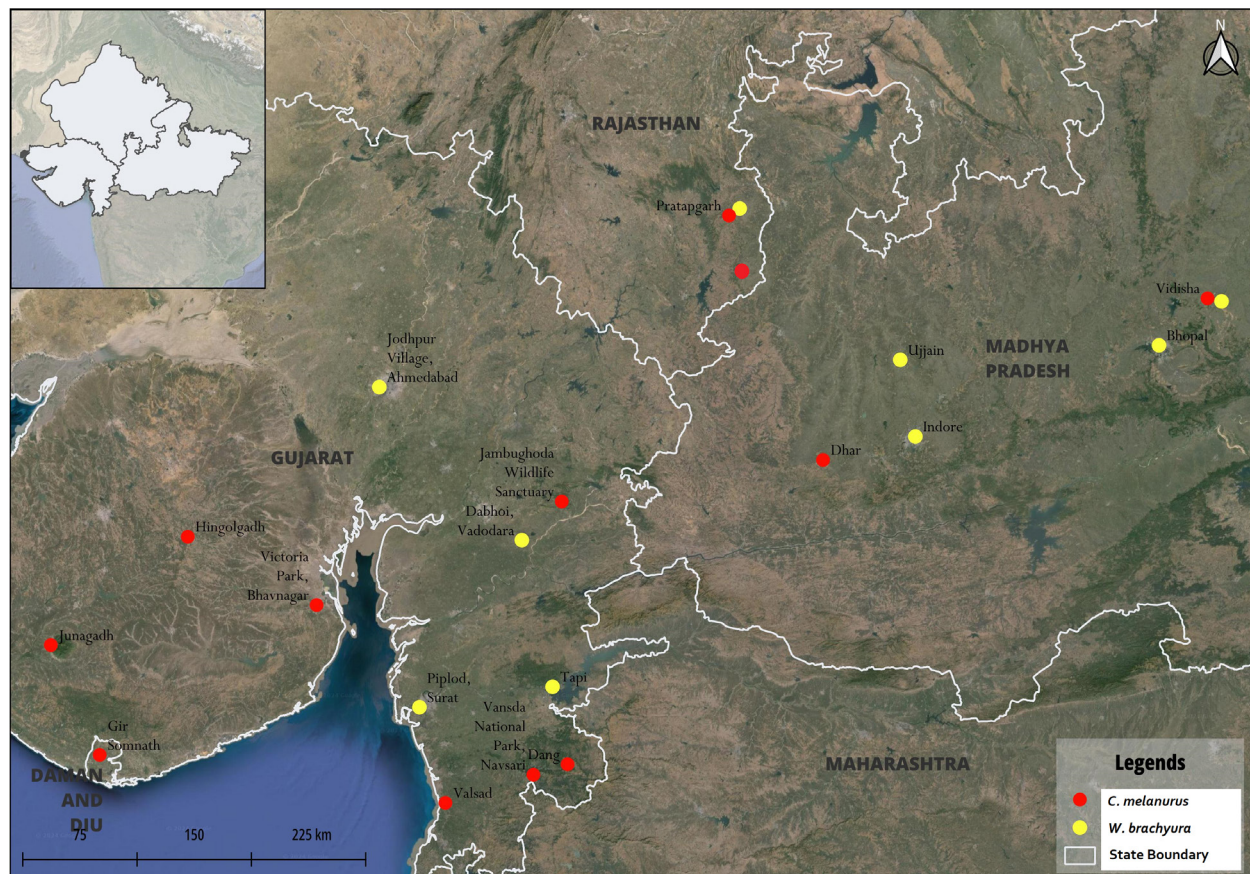 N
RAJASTHAN
Pratapgarh
Vidisha
Jodhpur
Village,
Ahmedabad
Ujjain
MADHYA
PRADESH
Bhopal
Indore
Dhar
GUJARAT
Jambughoda
Wildlife
Sanctuary
Dabhoi,
Vadodara
Hingolgadh
Victoria
Park,
Bhavnagar
Junagadh
Piplod,
Surat
Tapi
Vansda
National
Park,
Navsari
Dang
Gir
Somnath
Valsad
DAMAN
AND
DIU
MAHARASHTRA
75 150 225 km
Legends
C. melanurus
W. brachyura
State Boundary